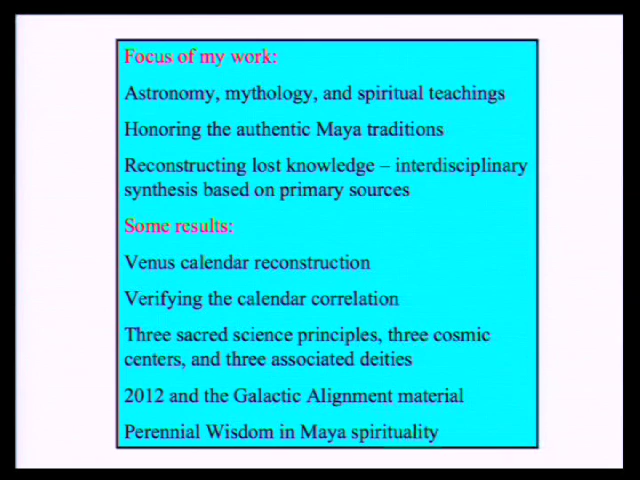 Focus of my work:
Astronomy, mythology, and spiritual teachings
Honoring the authentic Maya traditions
Reconstructing lost knowledge – interdisciplinary
synthesis based on primary sources
Some results:
Venus calendar reconstruction
Verifying the calendar correlation
Three sacred science principles, three cosmic
centers, and three associated deities
2012 and the Galactic Alignment material
Perennial Wisdom in Maya spirituality